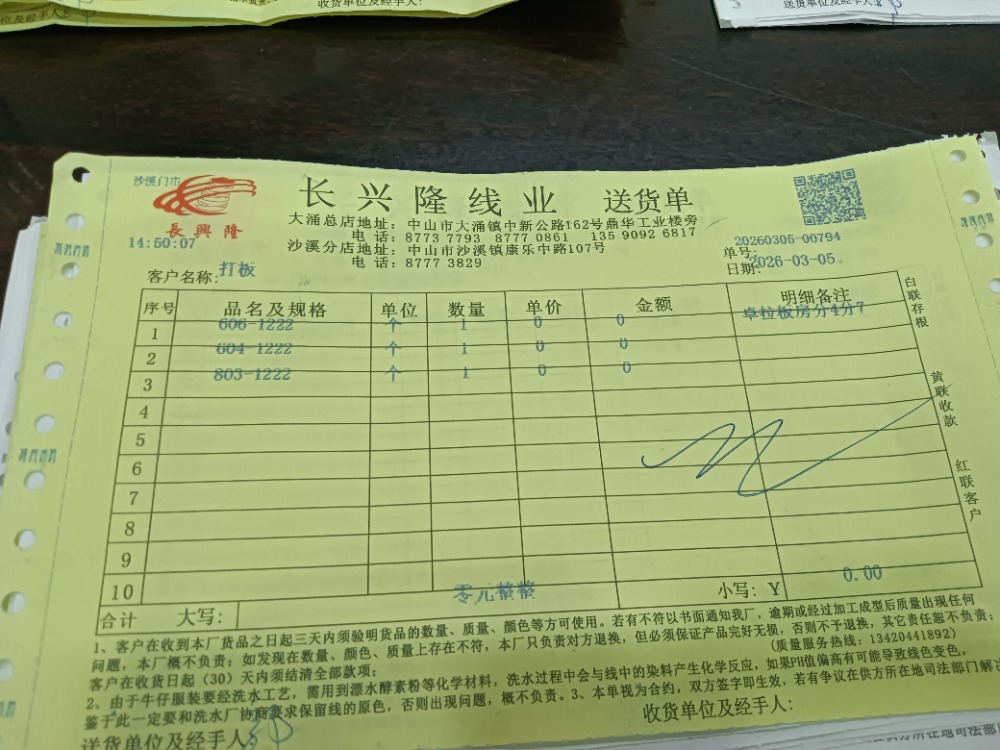 收货单位及经手人:
送货单位及经手人:
沙溪门市
長興隆
14:50:07
长兴隆线业 送货单
大涌总店地址: 中山市大涌镇中新公路162号鼎华工业楼旁
电 话: 8773 7793 8777 0861 135 9092 6817
沙溪分店地址: 中山市沙溪镇康乐中路107号
电 话: 8777 3829
单号: 20260305-00794
日期: 2026-03-05.
客户名称: 打板
序号 品名及规格 单位 数量 单价 金额 明细备注
1 606-1222 个 1 0 0 卓拉板房分4分7
2 604-1222 个 1 0 0
3 803-1222 个 1 0 0
4
5
6
7
8
9
10
合计 大写: 零元整整 小写: Y 0.00
白联存根
黄联收款
红联客户
1、客户在收到本厂货品之日起三天内须验明货品的数量、质量、颜色等方可使用。若有不符以书面通知我厂，逾期或经过加工成型后质量出现任何
问题，本厂概不负责; 如发现在数量、颜色、质量上存在不符，本厂只负责对方退换，但必须保证产品完好无损，否则不予退换，其它责任恕不负责;
客户在收货日起（30）天内须结清全部款项; (质量服务热线: 13420441892)
2、由于牛仔服装要经洗水工艺，需用到漂水酵素粉等化学材料，洗水过程中会与线中的染料产生化学反应，如果PH值偏高有可能导线色变色，
鉴于此一定要和洗水厂协商要求保留线的原色，否则出现问题，概不负责。3、本单视为合约，双方签字即生效，若有争议在供方所在地司法部门解决
送货单位及经手人: 收货单位及经手人: